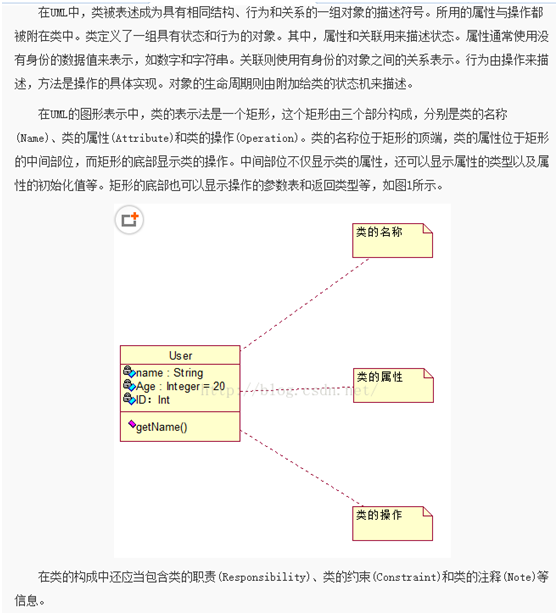 在UML中，类被表述成为具有相同结构、行为和关系的一组对象的描述符号。所用的属性与操作都
被附在类中。类定义了一组具有状态和行为的对象。其中，属性和关联用来描述状态。属性通常使用没
有身份的数据值来表示，如数字和字符串。关联则使用有身份的对象之间的关系表示。行为由操作来描
述，方法是操作的具体实现。对象的生命周期则由附加给类的状态机来描述。
在UML的图形表示中，类的表示法是一个矩形，这个矩形由三个部分构成，分别是类的名称
(Name)、类的属性(Attribute)和类的操作(Operation)。类的名称位于矩形的顶端，类的属性位于矩形
的中间部位，而矩形的底部显示类的操作。中间部位不仅显示类的属性，还可以显示属性的类型以及属
性的初始化值等。矩形的底部也可以显示操作的参数表和返回类型等，如图1所示。
类的名称
User
name : String
Age : Integer = 20
ID：Int
getName()
http://blog.csdn.net/
类的属性
类的操作
在类的构成中还应当包含类的职责(Responsibility)、类的约束(Constraint)和类的注释(Note)等
信息。